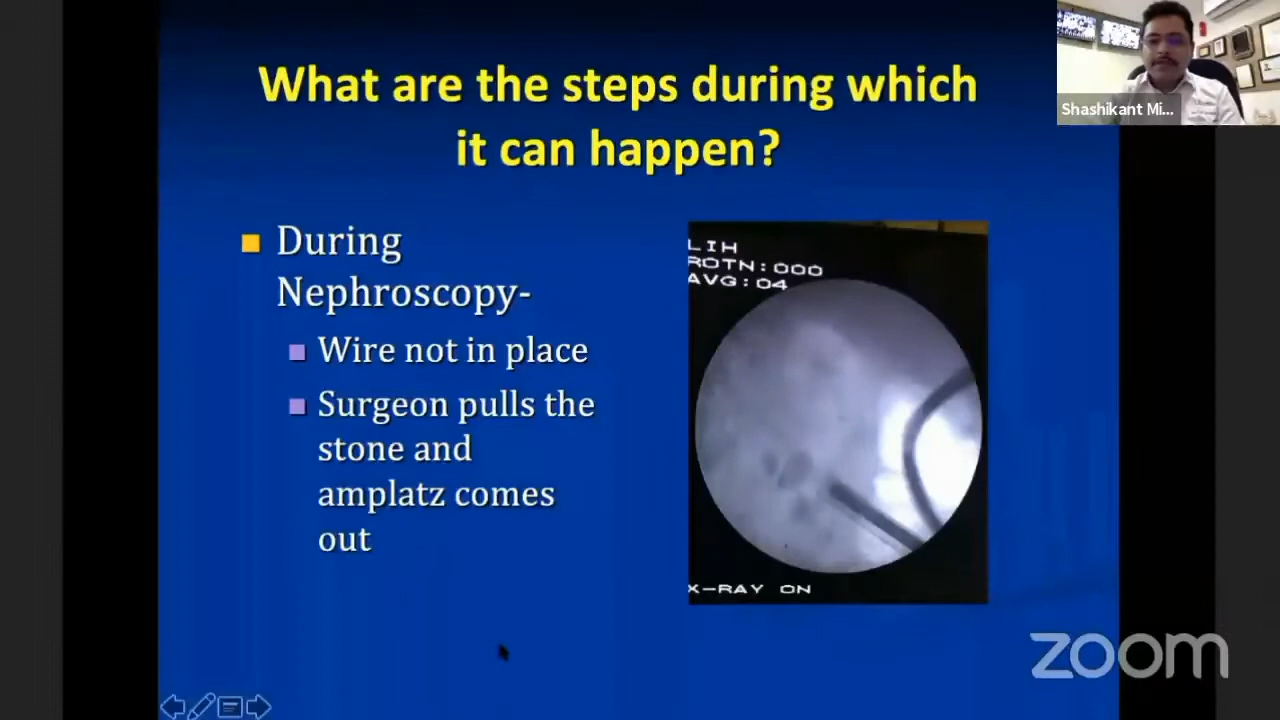 What are the steps during which
it can happen?
Shashikant Mi...
During
Nephroscopy-
Wire not in place
Surgeon pulls the
stone and
amplatz comes
out
LIH
ROTN:000
AVG:04
X-RAY ON
zoom